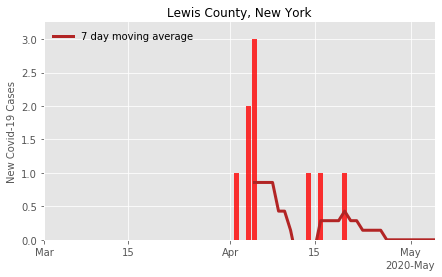 Lewis County, New York
7 day moving average
New Covid-19 Cases
3.0
2.5
2.0
1.5
1.0
0.5
0.0
Mar 15 Apr 15 May
2020-May